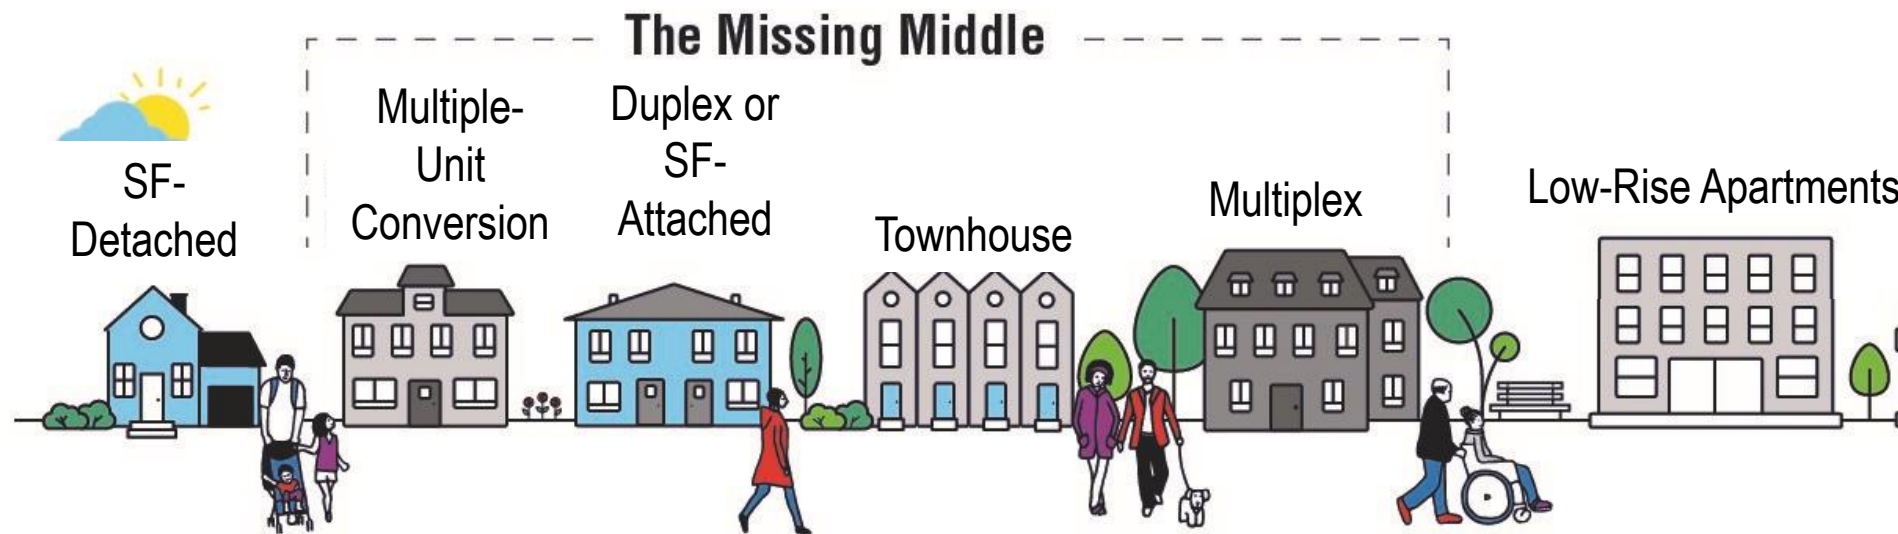 The Missing Middle
SF-
Detached
Multiple-
Unit
Conversion
Duplex or
SF-
Attached
Townhouse
Multiplex
Low-Rise Apartments